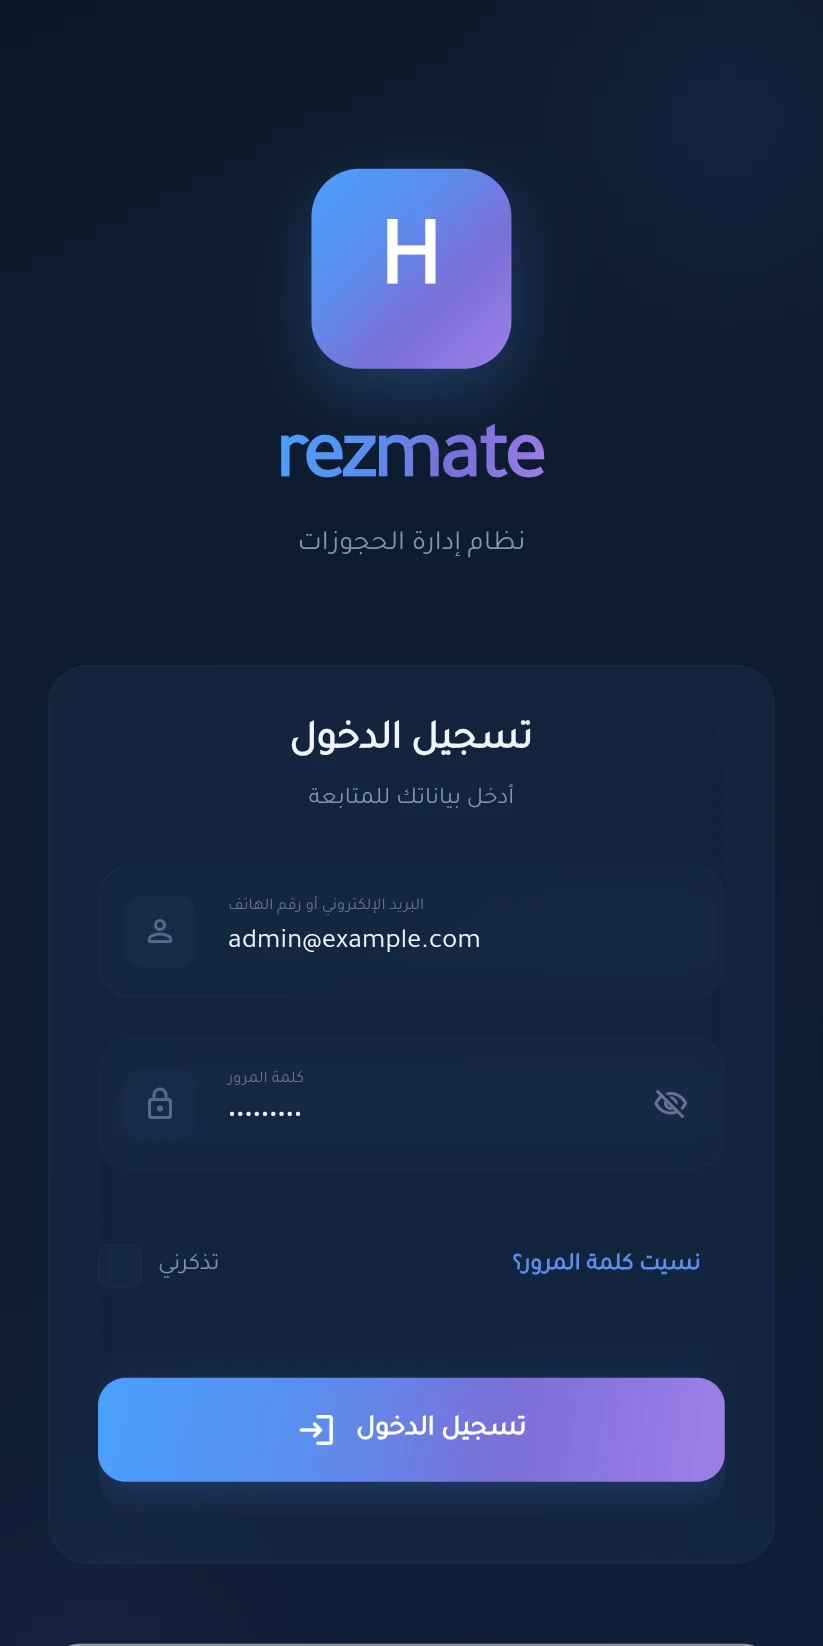 H
rezmate
نظام إدارة الحجوزات
تسجيل الدخول
أدخل بياناتك للمتابعة
البريد الإلكتروني أو رقم الهاتف
admin@example.com
كلمة المرور
•••••••••
تذكرني
نسيت كلمة المرور؟
تسجيل الدخول